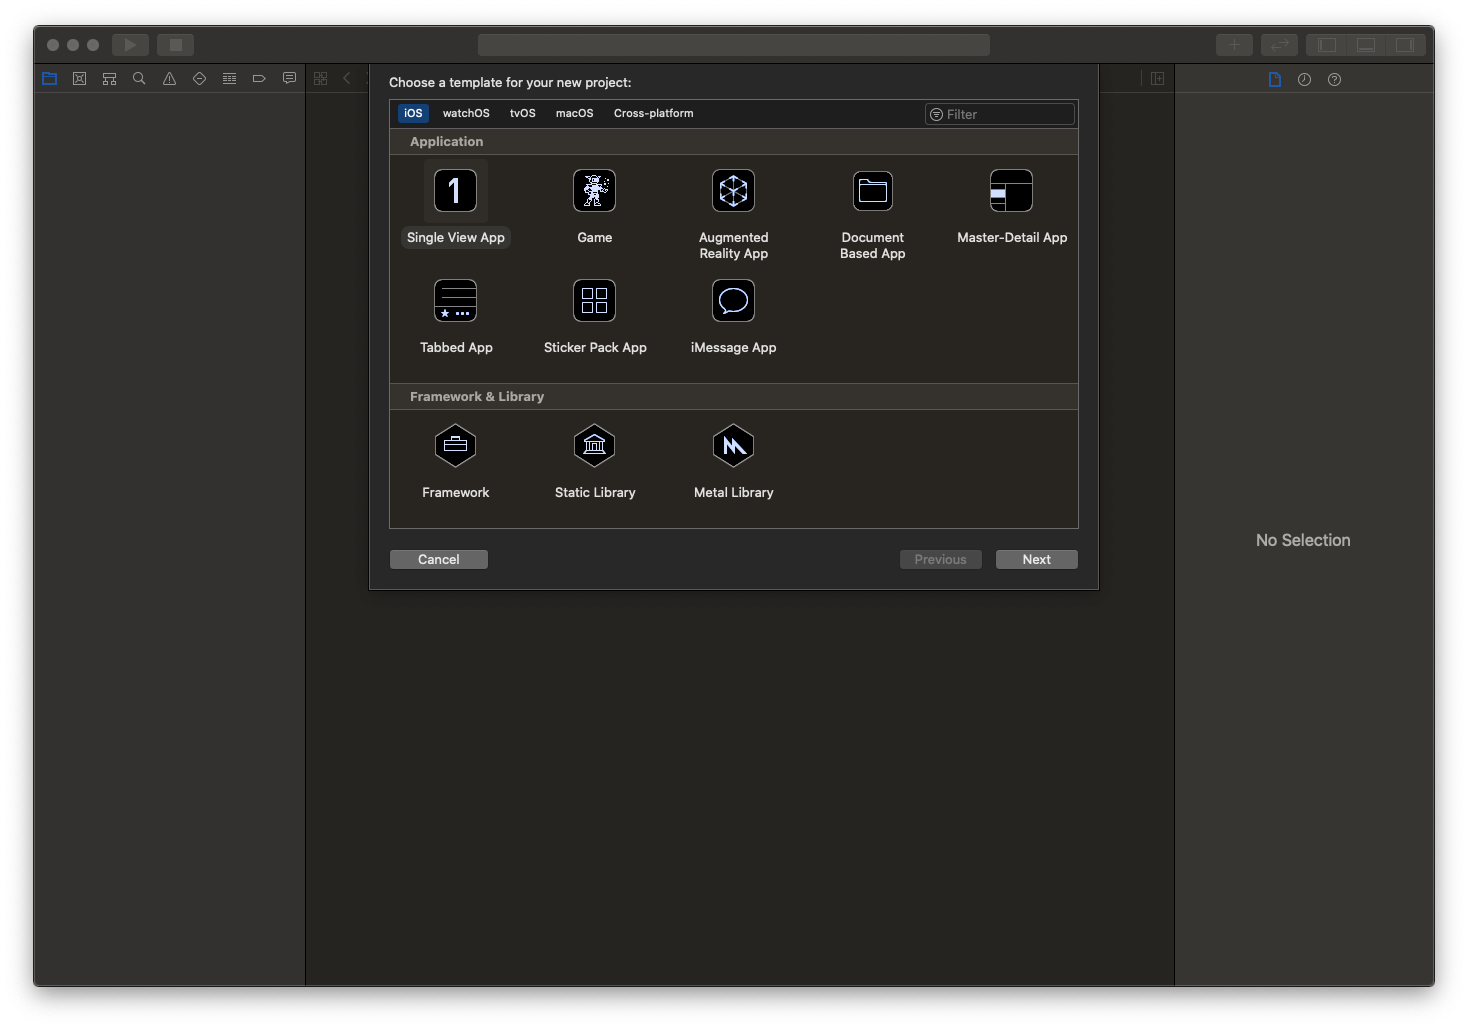 Choose a template for your new project:
iOS watchOS tvOS macOS Cross-platform Filter
Application
1
Single View App Game Augmented Reality App Document Based App Master-Detail App
Tabbed App Sticker Pack App iMessage App
Framework & Library
Framework Static Library Metal Library
No Selection
Cancel Previous Next